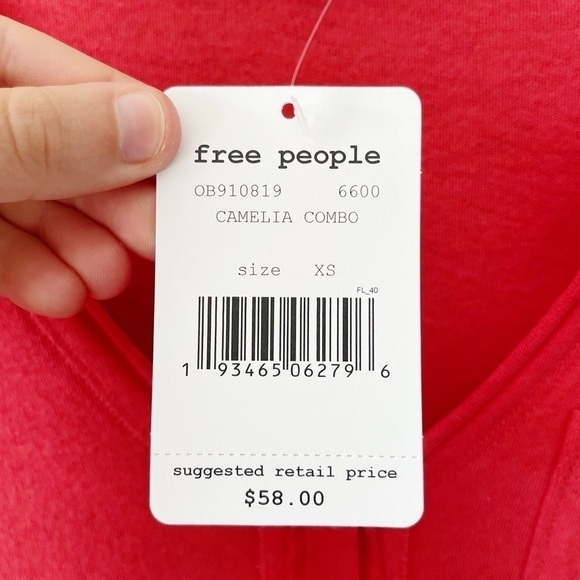 free people
OB910819 6600
CAMELIA COMBO
size XS
FL_40
1 93465 06279 6
suggested retail price
$58.00